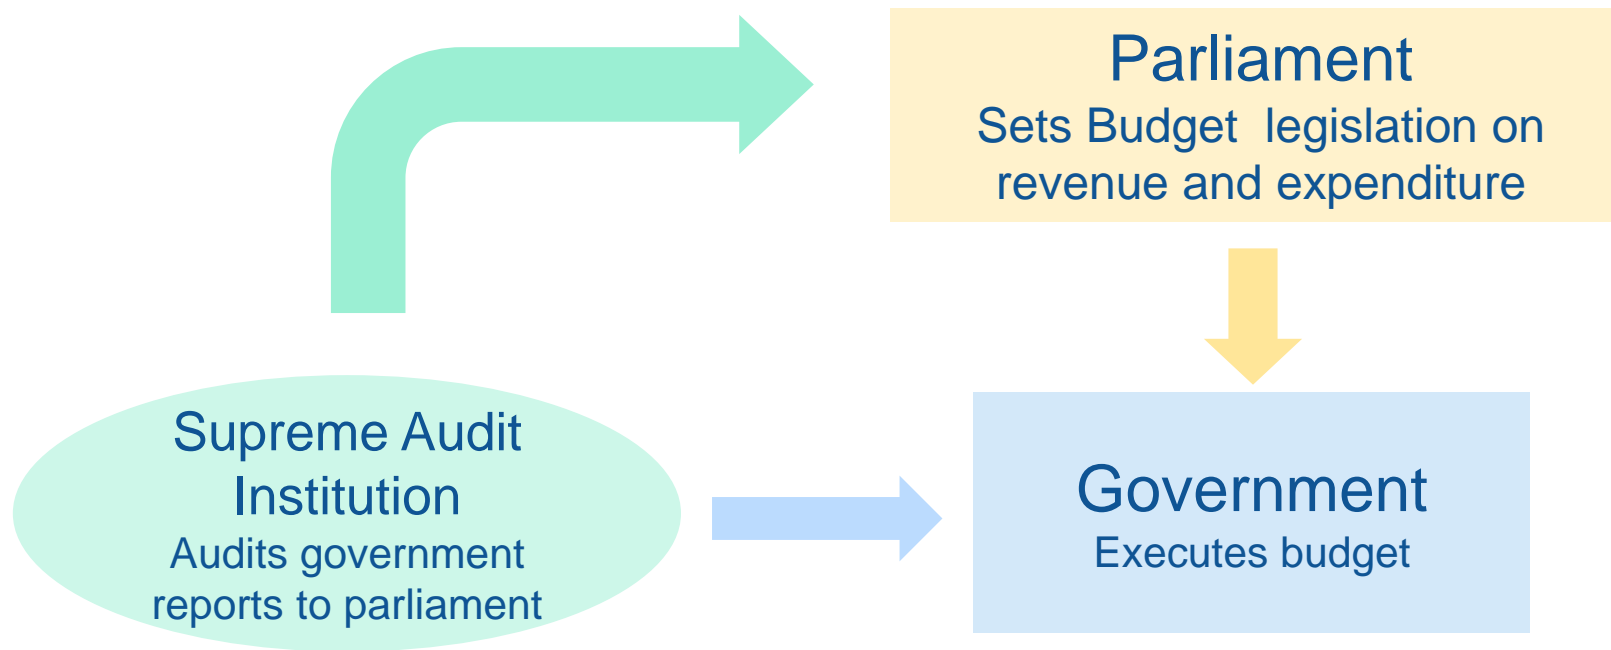 Parliament
Sets Budget  legislation on
revenue and expenditure
Supreme Audit
Institution
Audits government
reports to parliament
Government
Executes budget